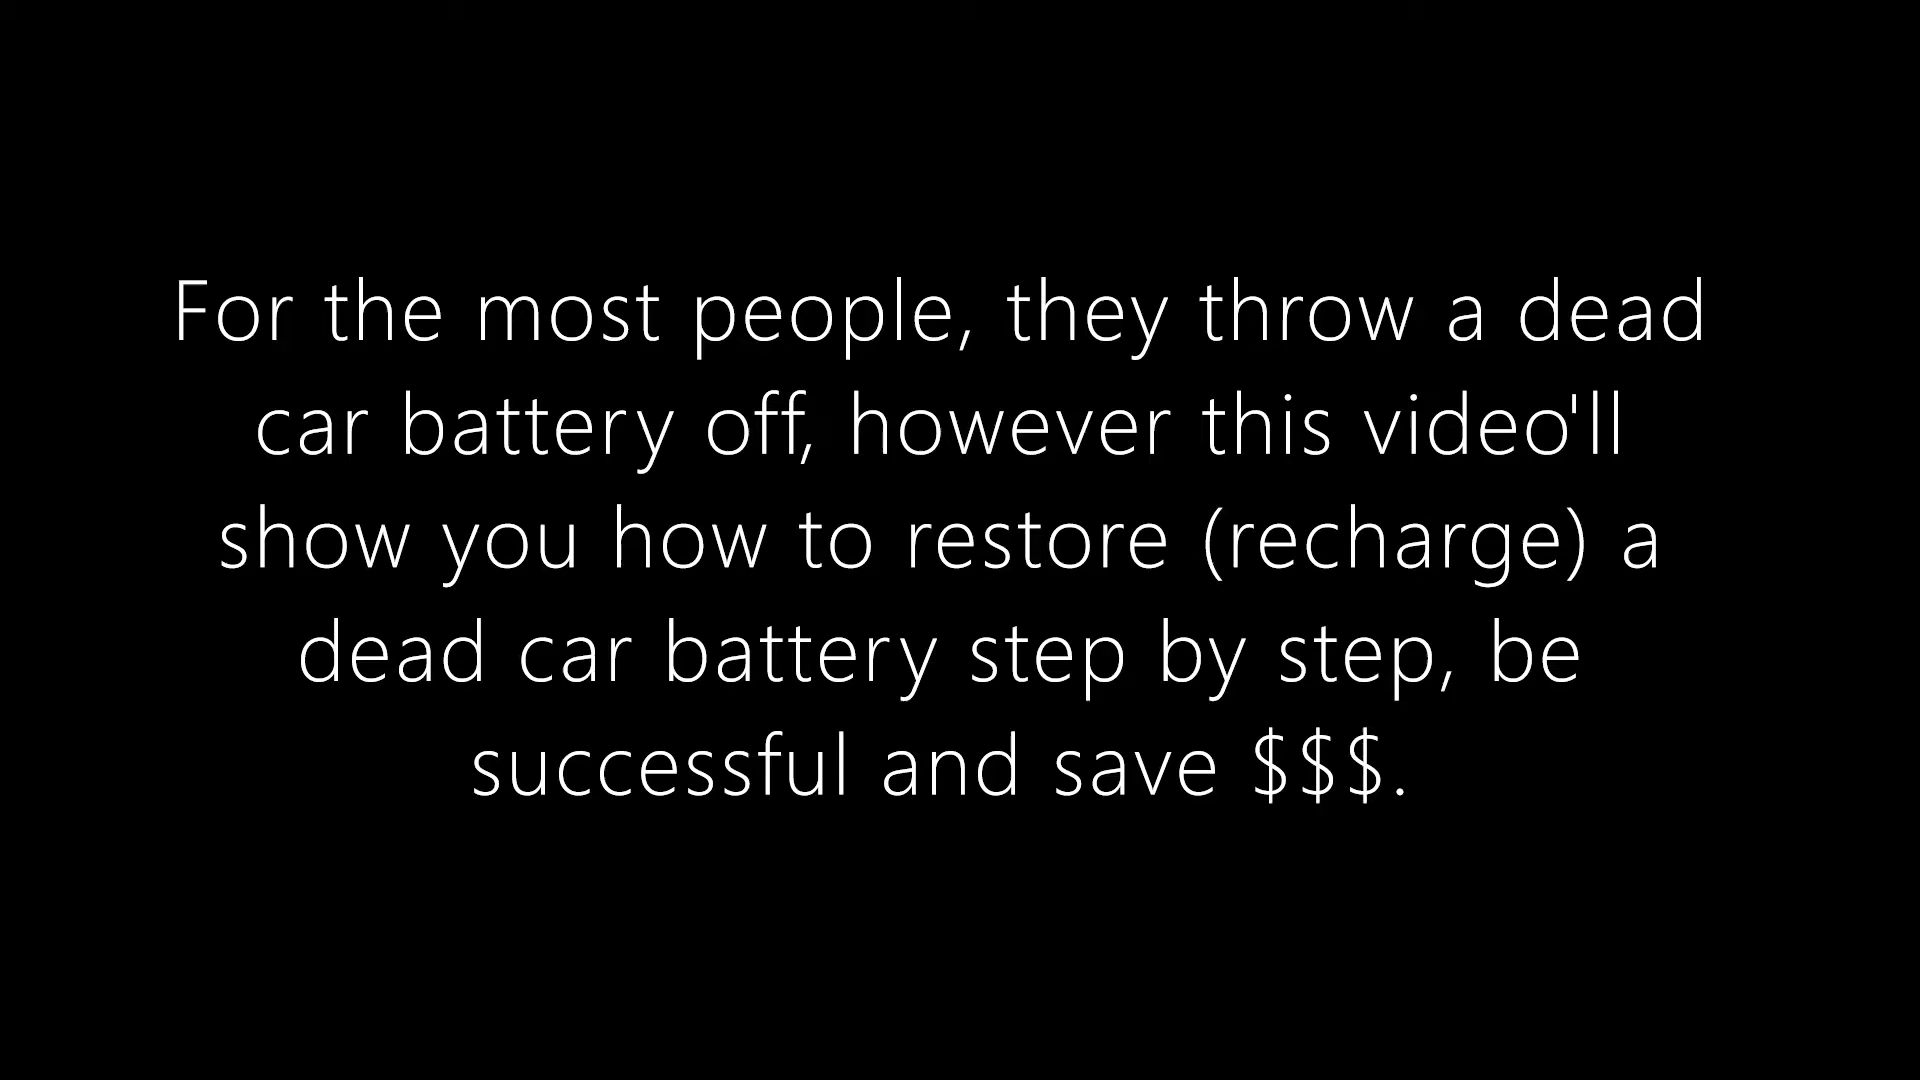 For the most people, they throw a dead
car battery off, however this video'll
show you how to restore (recharge) a
dead car battery step by step, be
successful and save $$$.